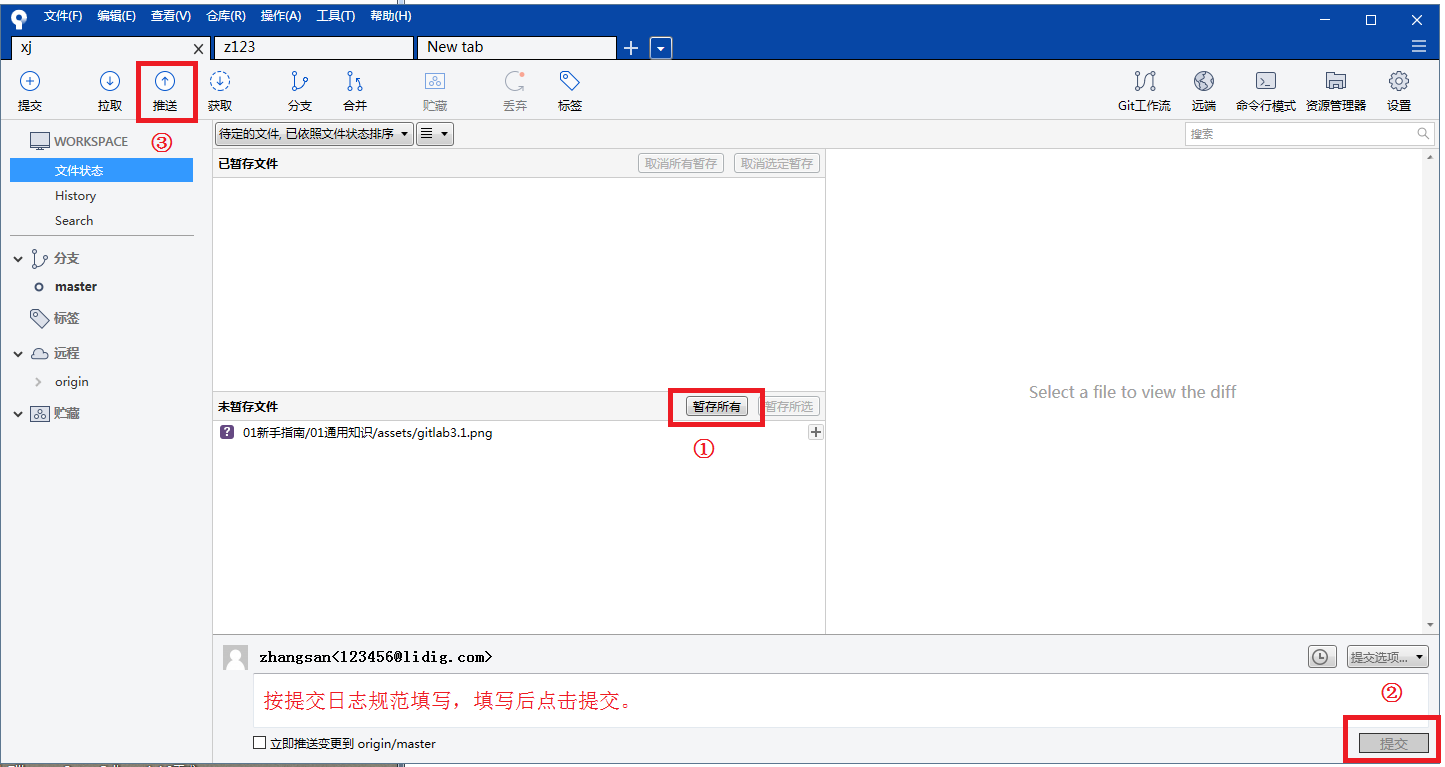 文件(F) 编辑(E) 查看(V) 仓库(R) 操作(A) 工具(T) 帮助(H)
xj z123 New tab
提交 拉取 推送 获取 分支 合并 贮藏 丢弃 标签 Git工作流 远端 命令行模式 资源管理器 设置
③
WORKSPACE
文件状态
History
Search
分支
master
标签
远程
origin
贮藏
待定的文件, 已依照文件状态排序
搜索
已暂存文件 取消所有暂存 取消选定暂存
Select a file to view the diff
未暂存文件 暂存所有 暂存所选
01新手指南/01通用知识/assets/gitlab3.1.png
①
zhangsan<123456@lidig.com> 提交选项...
按提交日志规范填写，填写后点击提交。
②
立即推送变更到 origin/master
提交